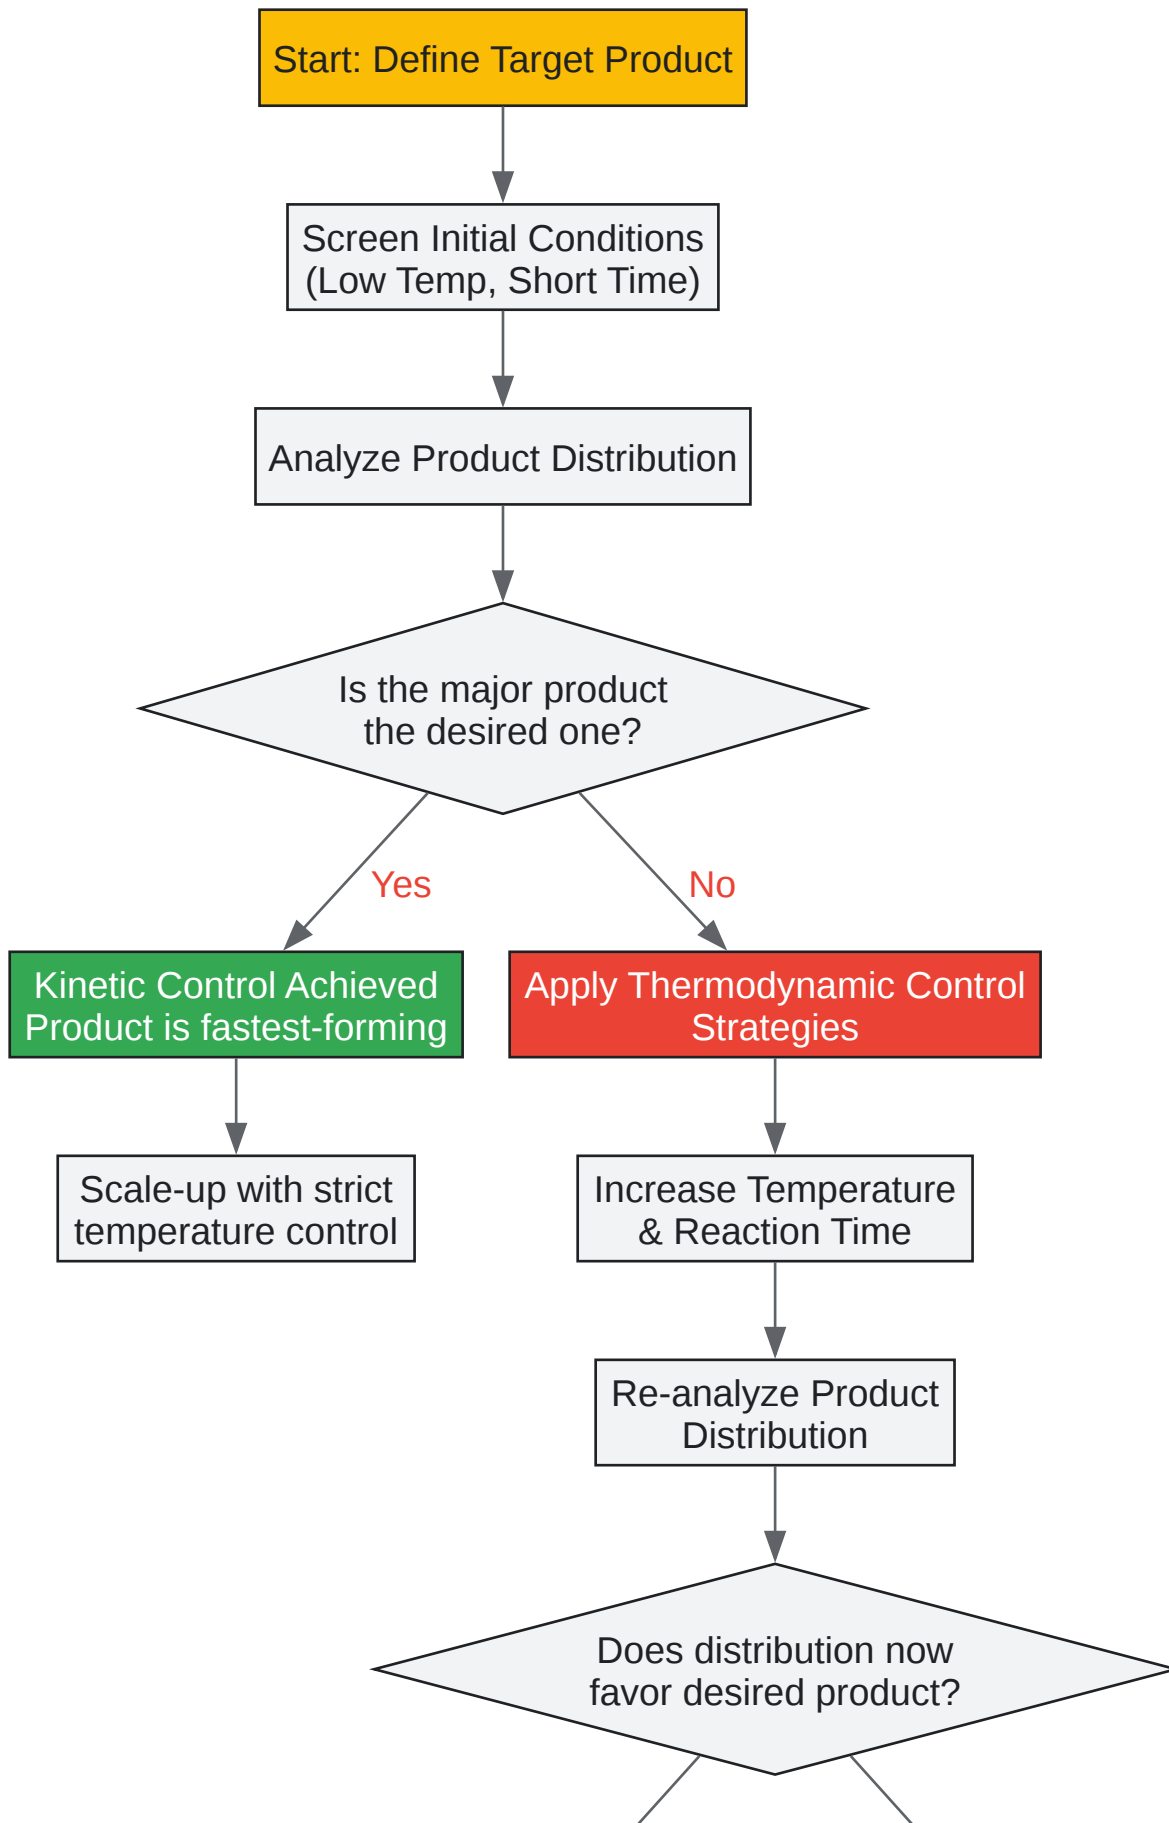 Start: Define Target Product
Screen Initial Conditions
(Low Temp, Short Time)
Analyze Product Distribution
Is the major product
the desired one?
Yes
No
Kinetic Control Achieved
Product is fastest-forming
Apply Thermodynamic Control
Strategies
Scale-up with strict
temperature control
Increase Temperature
& Reaction Time
Re-analyze Product
Distribution
Does distribution now
favor desired product?